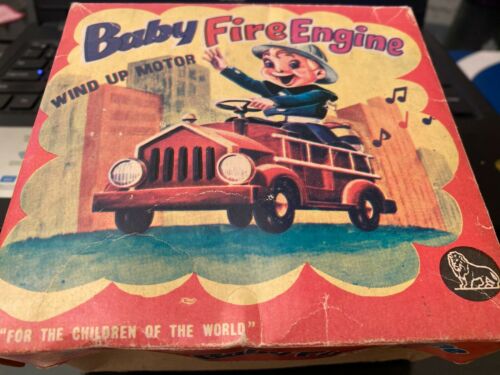 Baby Fire Engine
WIND UP MOTOR
"FOR THE CHILDREN OF THE WORLD"